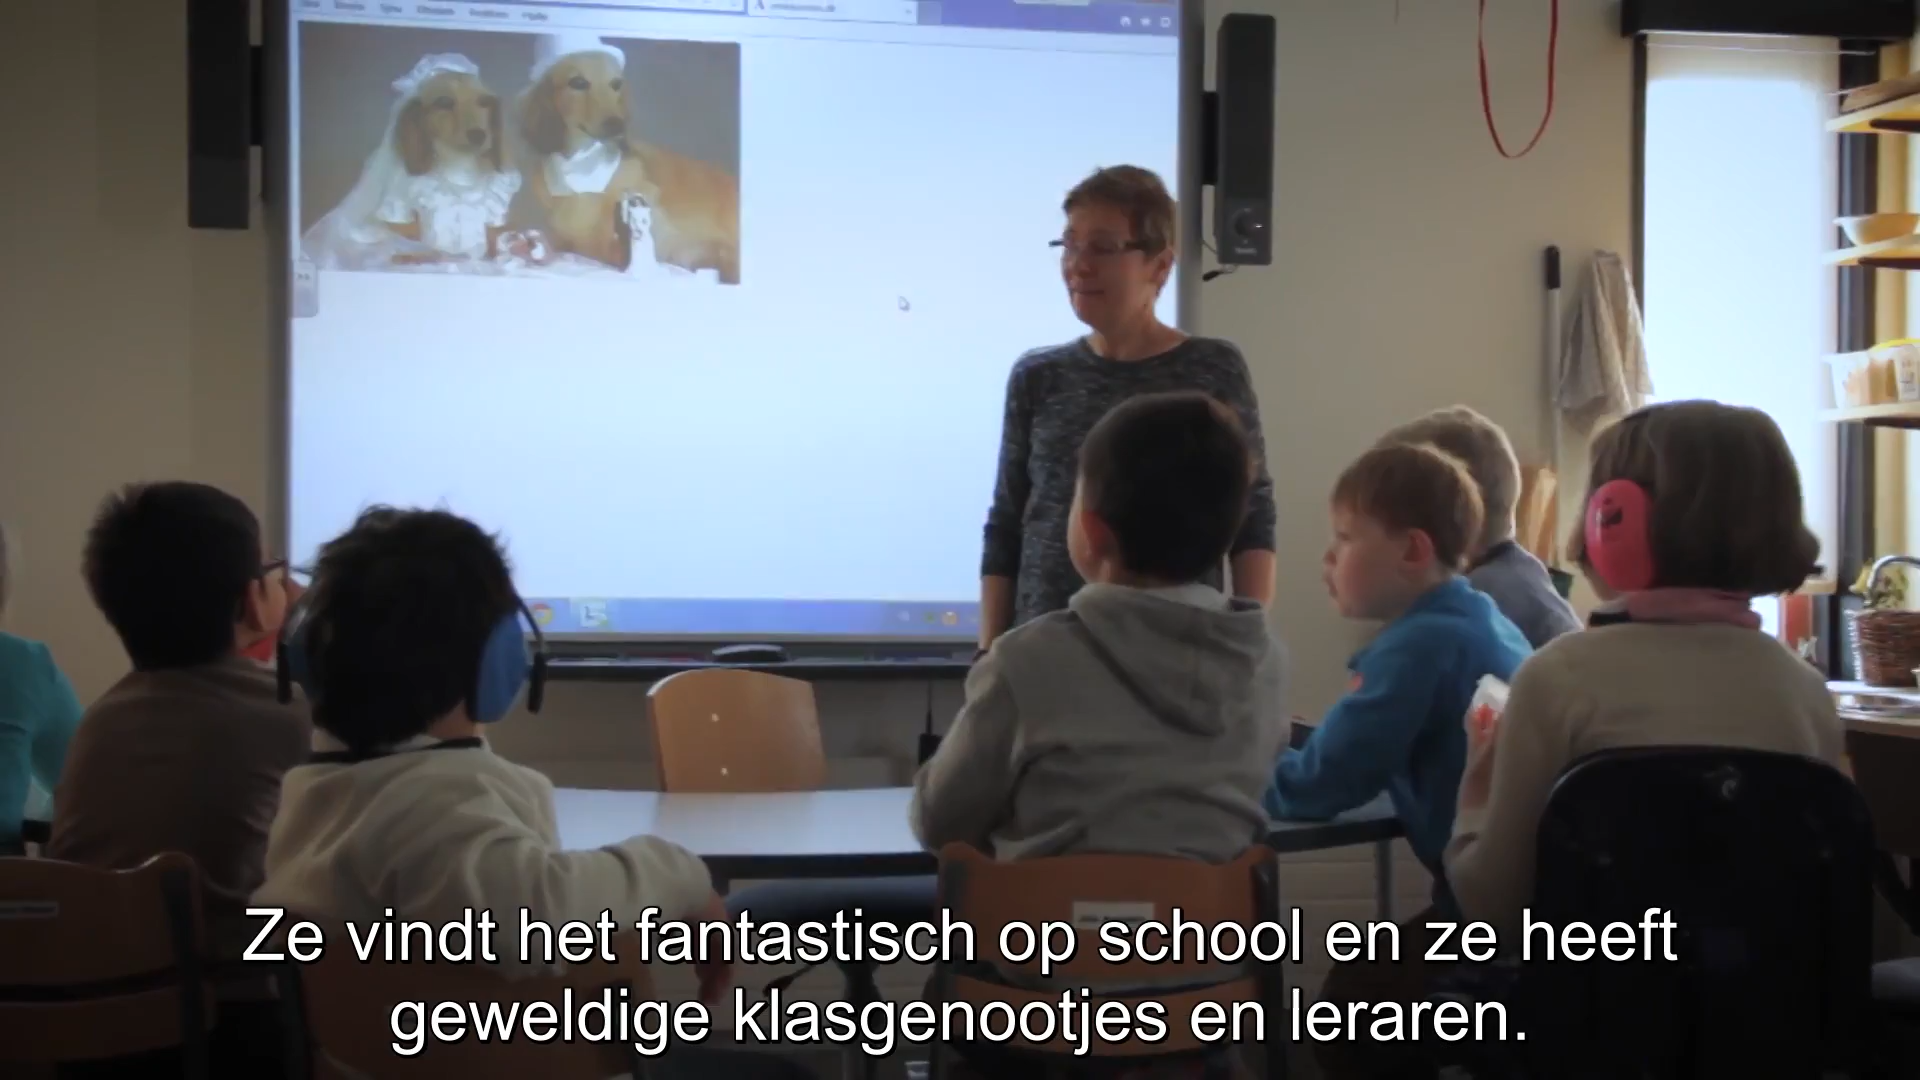 Ze vindt het fantastisch op school en ze heeft
geweldige klasgenootjes en leraren.